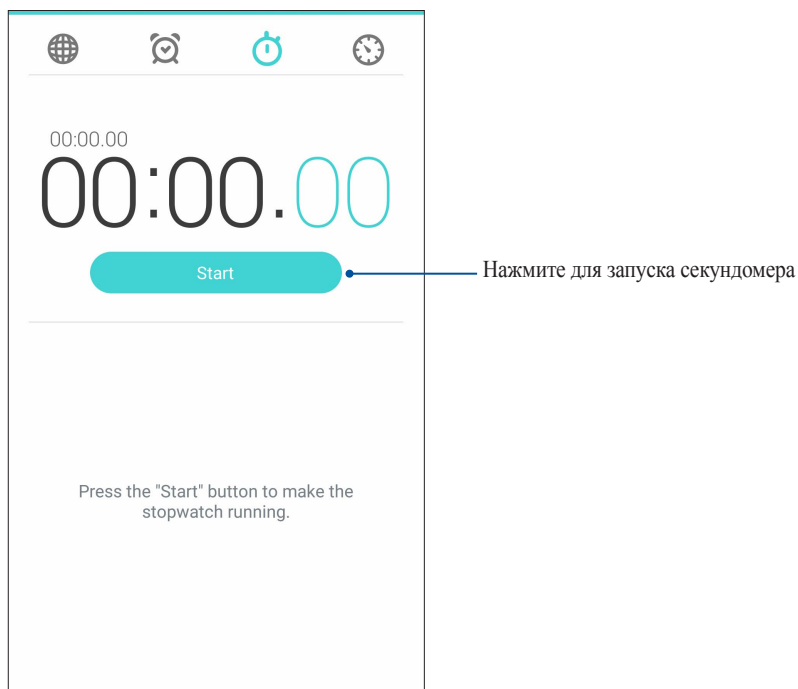 00:00.00
00:00.00
Start
Нажмите для запуска секундомера
Press the "Start" button to make the
stopwatch running.